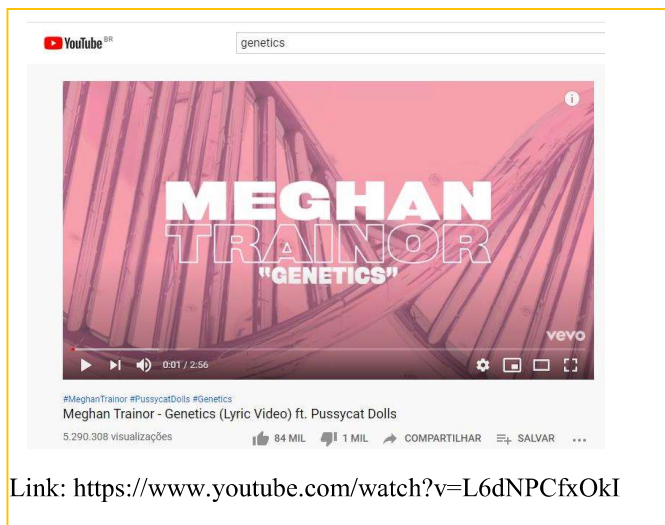 YouTube BR
genetics
i
MEGHAN
TRAINOR
"GENETICS"
vevo
0:01 / 2:56
#MeghanTrainor #PussycatDolls #Genetics
Meghan Trainor - Genetics (Lyric Video) ft. Pussycat Dolls
5.290.308 visualizações 84 MIL 1 MIL COMPARTILHAR SALVAR ...
Link: https://www.youtube.com/watch?v=L6dNPCfxOkI